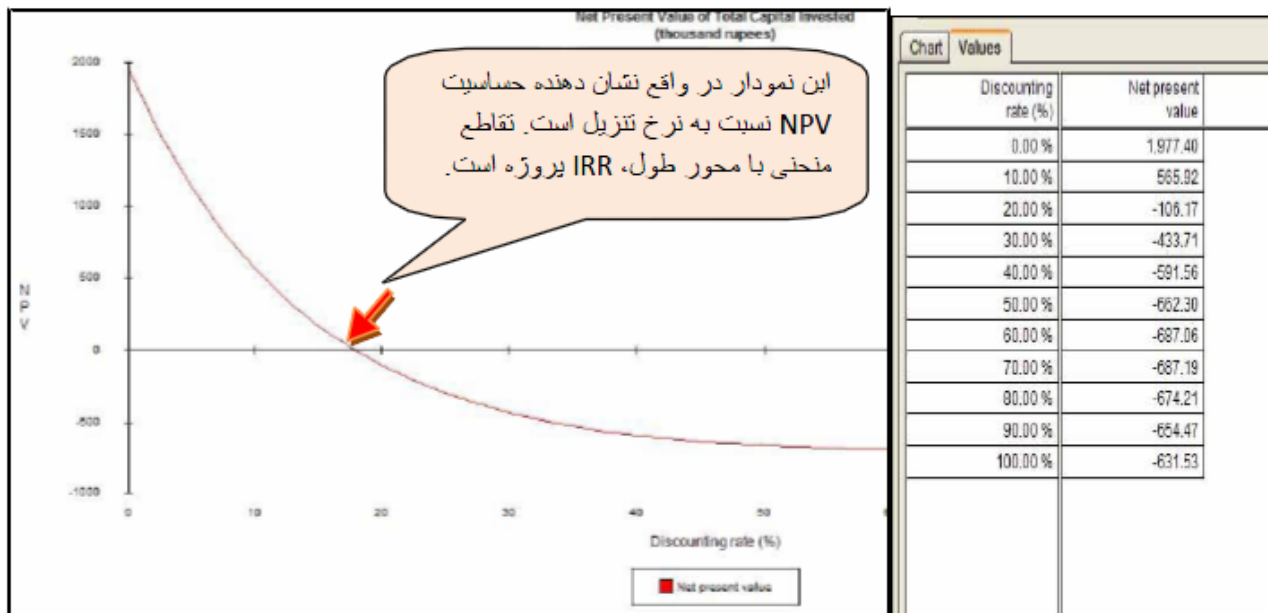 Net Present Value of Total Capital Invested
(thousand rupees)
ابن نمودار در واقع نشان دهنده حساسیت
NPV نسبت به نرخ تنزیل است. تقاطع
منحنی با محور طول، IRR پروژه است.
2000
1500
1000
500
0
-500
-1000
N
P
V
0
10
20
30
40
50
Discounting rate (%)
Net present value
Chart Values
Discounting rate (%) Net present value
0.00 % 1,977.40
10.00 % 565.92
20.00 % -106.17
30.00 % -433.71
40.00 % -591.56
50.00 % -662.30
60.00 % -687.06
70.00 % -687.19
80.00 % -674.21
90.00 % -654.47
100.00 % -631.53